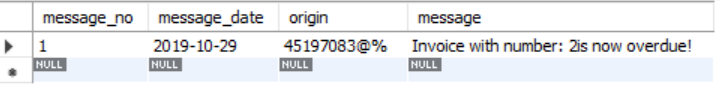 message_no message_date origin message
1 2019-10-29 45197083@% Invoice with number: 2is now overdue!
NULL NULL NULL NULL